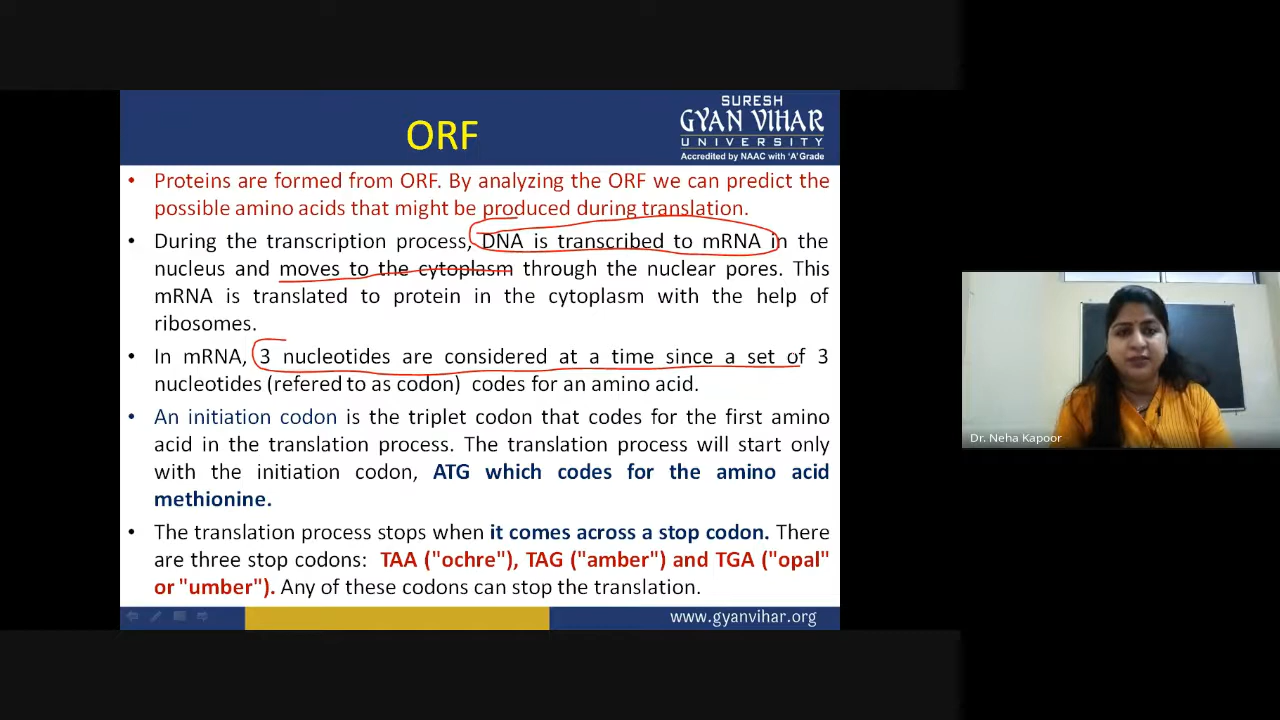 ORF
SURESH
GYAN VIHAR
UNIVERSITY
Accredited by NAAC with 'A' Grade
• Proteins are formed from ORF. By analyzing the ORF we can predict the
possible amino acids that might be produced during translation.
• During the transcription process, DNA is transcribed to mRNA in the
nucleus and moves to the cytoplasm through the nuclear pores. This
mRNA is translated to protein in the cytoplasm with the help of
ribosomes.
• In mRNA, 3 nucleotides are considered at a time since a set of 3
nucleotides (refered to as codon) codes for an amino acid.
• An initiation codon is the triplet codon that codes for the first amino
acid in the translation process. The translation process will start only
with the initiation codon, ATG which codes for the amino acid
methionine.
• The translation process stops when it comes across a stop codon. There
are three stop codons: TAA ("ochre"), TAG ("amber") and TGA ("opal"
or "umber"). Any of these codons can stop the translation.
www.gyanvihar.org
Dr. Neha Kapoor